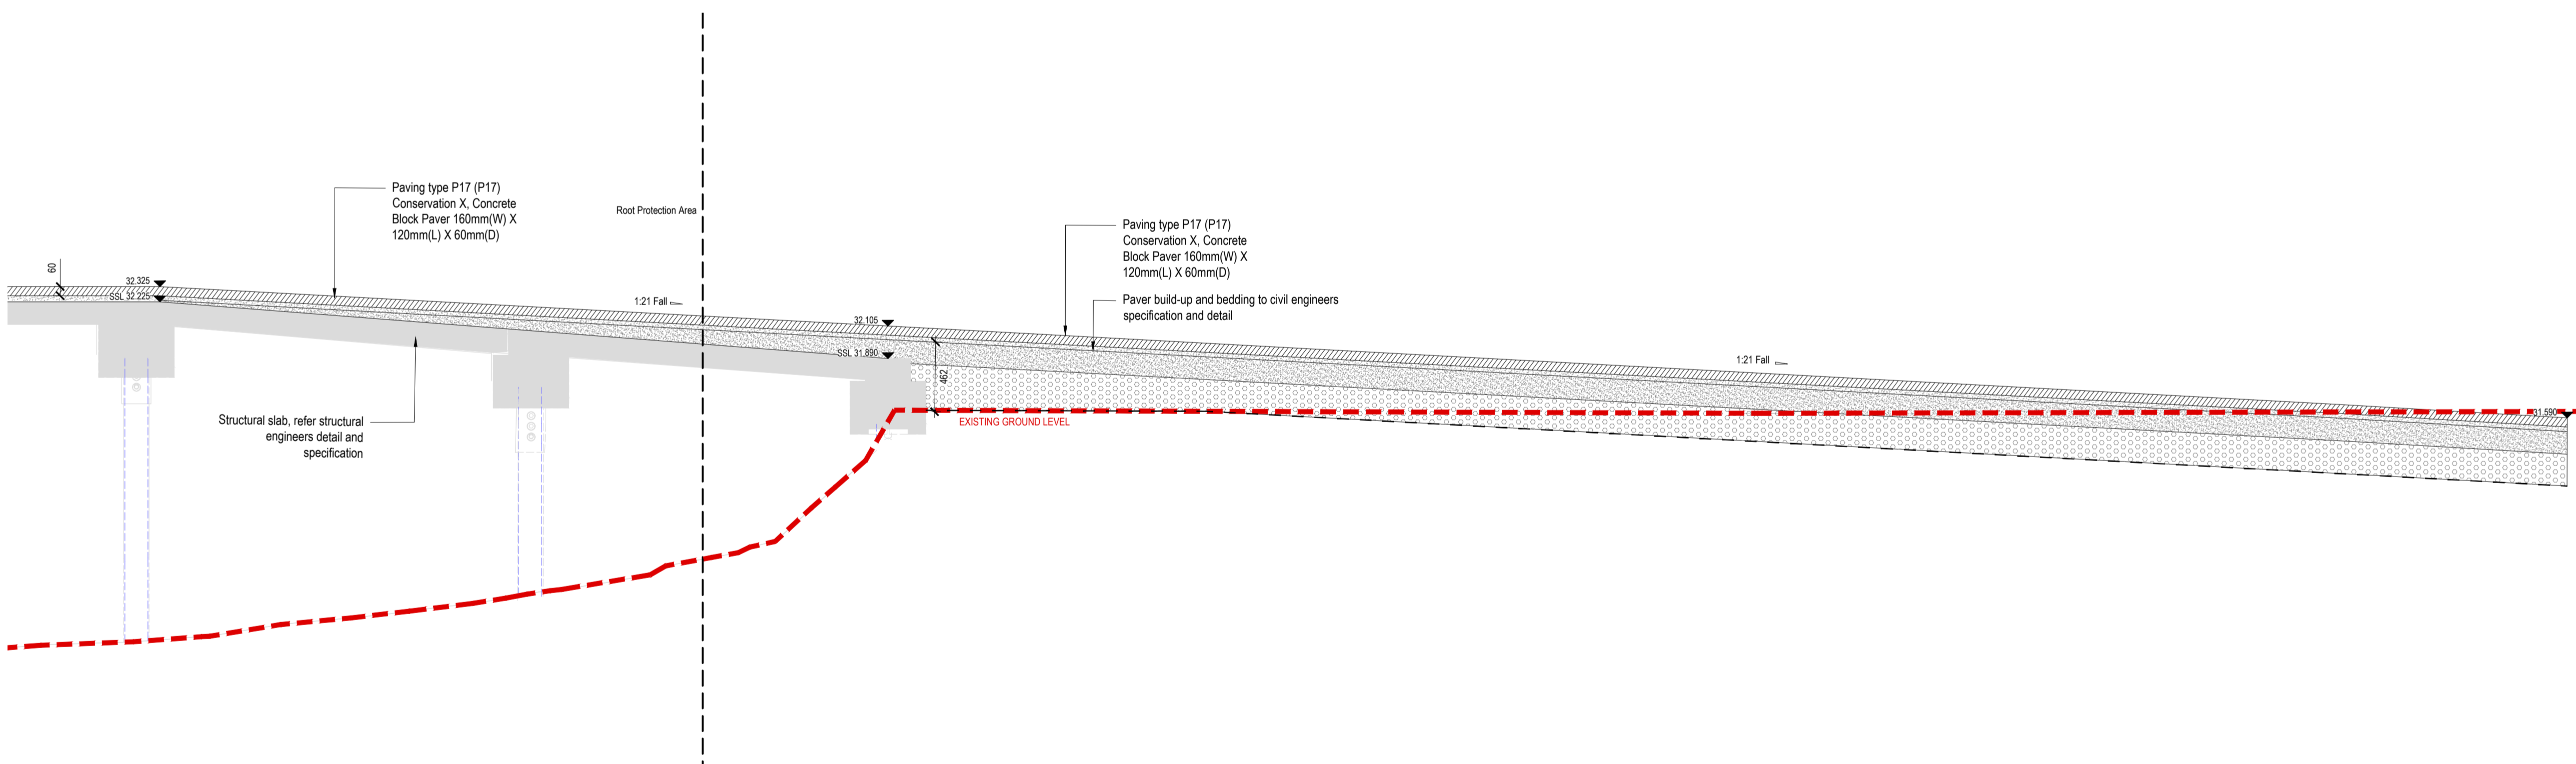 Paving type P17 (P17)
Conservation X, Concrete
Block Paver 160mm(W) X
120mm(L) X 60mm(D)
Root Protection Area
Paving type P17 (P17)
Conservation X, Concrete
Block Paver 160mm(W) X
120mm(L) X 60mm(D)
60
32.325
SSL 32.225
1:21 Fall
Paver build-up and bedding to civil engineers
specification and detail
32.105
SSL 31.890
462
1:21 Fall
Structural slab, refer structural
engineers detail and
specification
EXISTING GROUND LEVEL
31.590